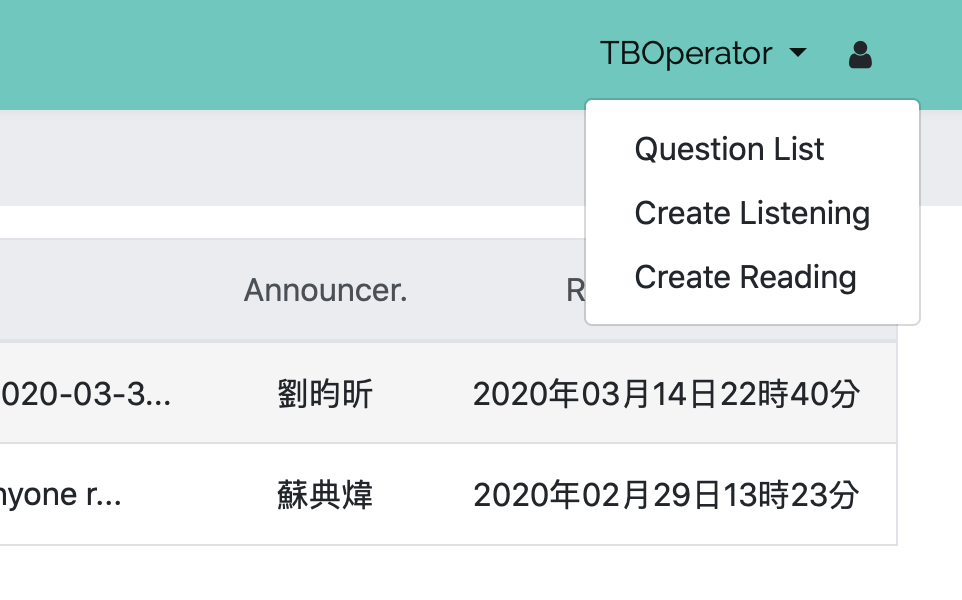 TBOperator
Question List
Create Listening
Create Reading
Announcer. R
020-03-3... 劉昀昕 2020年03月14日22時40分
nyone r... 蘇典煒 2020年02月29日13時23分